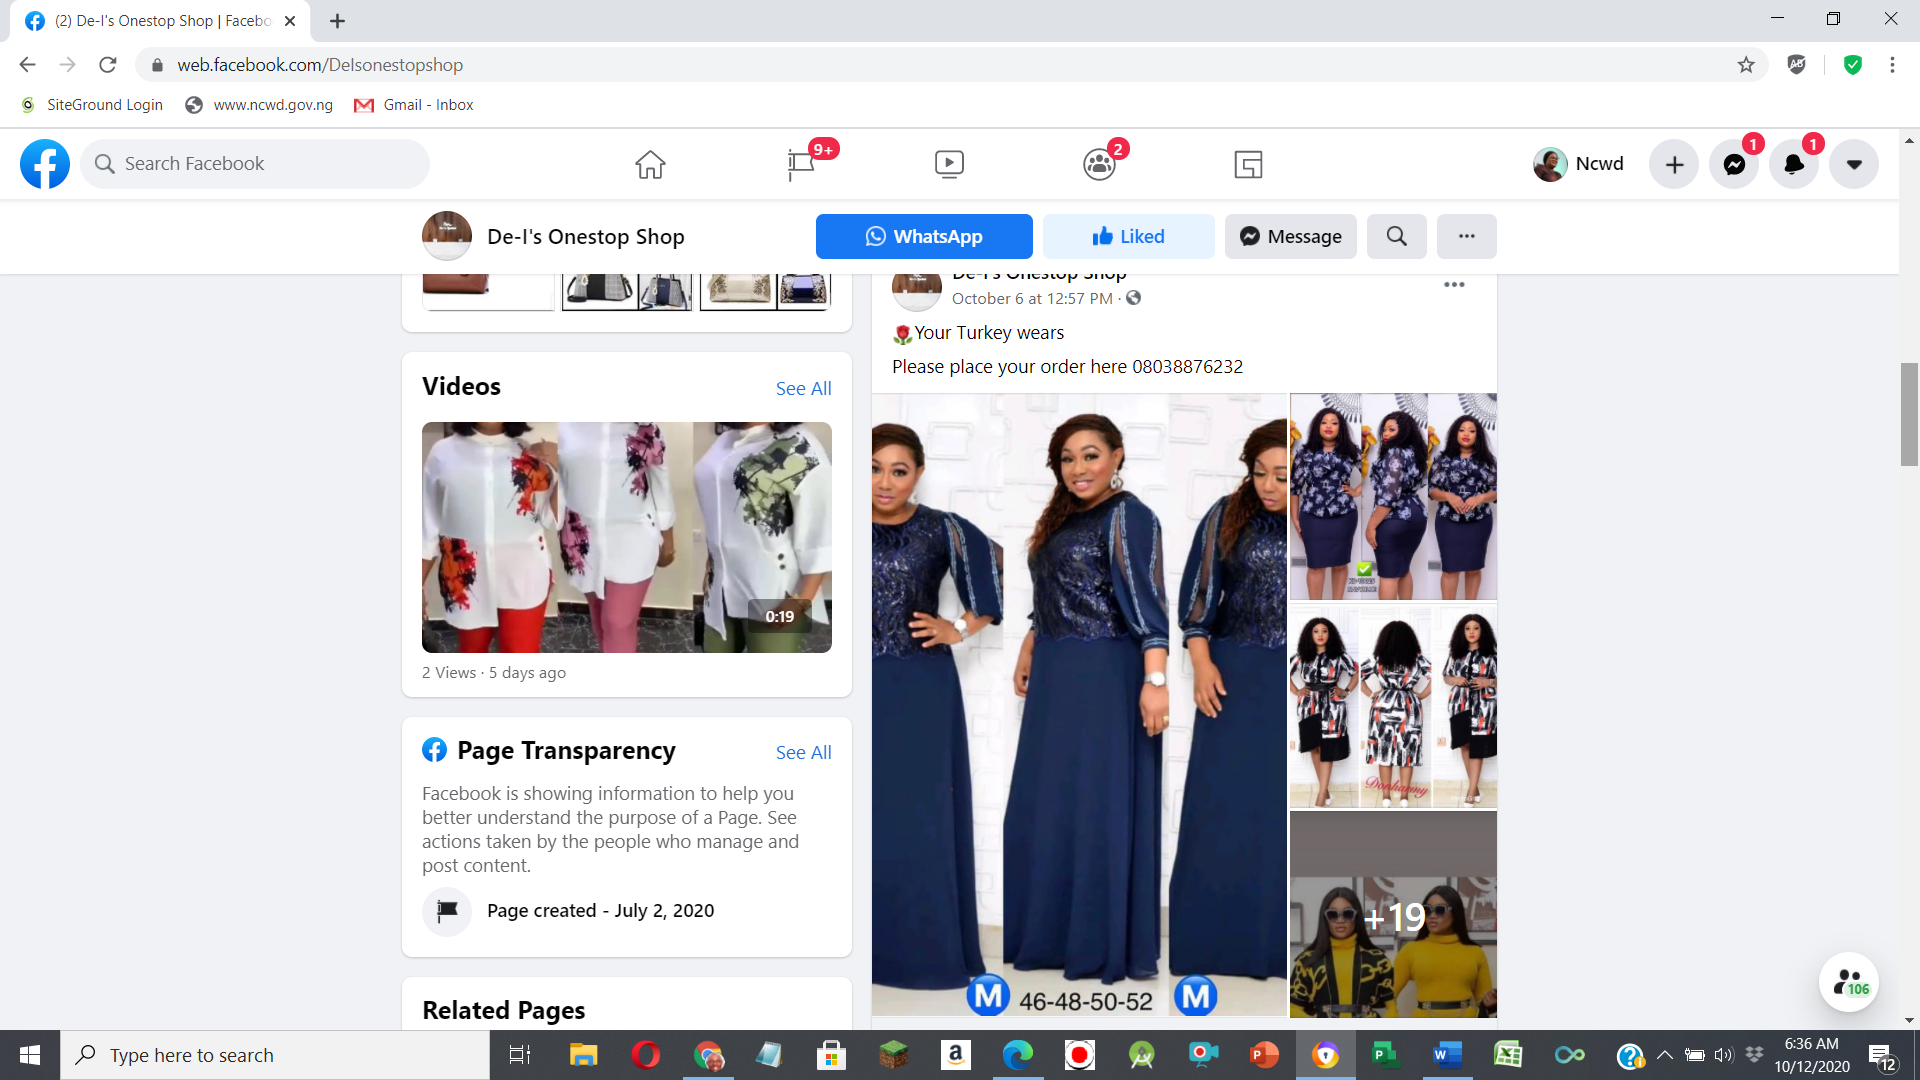 (2) De-I's Onestop Shop | Facebo
web.facebook.com/Delsonestopshop
SiteGround Login
www.ncwd.gov.ng
Gmail - Inbox
Search Facebook
9+
2
Ncwd
1
1
De-I's Onestop Shop
WhatsApp
Liked
Message
De-I's Onestop Shop
October 6 at 12:57 PM ·
Your Turkey wears
Please place your order here 08038876232
Videos
See All
0:19
2 Views · 5 days ago
Page Transparency
See All
Facebook is showing information to help you
better understand the purpose of a Page. See
actions taken by the people who manage and
post content.
Page created - July 2, 2020
Related Pages
M 46-48-50-52 M
Donhammy
+19
106
Type here to search
6:36 AM
10/12/2020
12